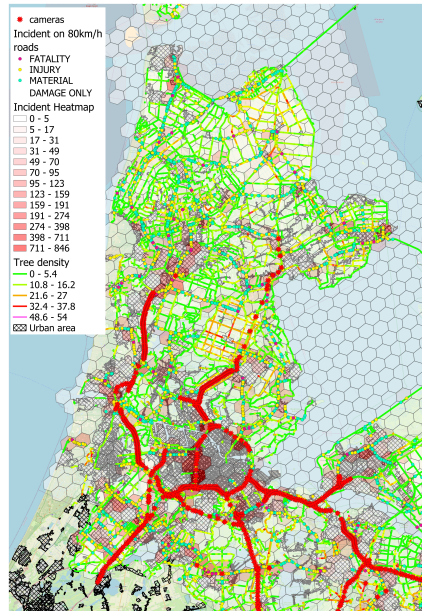 cameras
Incident on 80km/h
roads
FATALITY
INJURY
MATERIAL
DAMAGE ONLY
Incident Heatmap
0 - 5
5 - 17
17 - 31
31 - 49
49 - 70
70 - 95
95 - 123
123 - 159
159 - 191
191 - 274
274 - 398
398 - 711
711 - 846
Tree density
0 - 5.4
10.8 - 16.2
21.6 - 27
32.4 - 37.8
48.6 - 54
Urban area